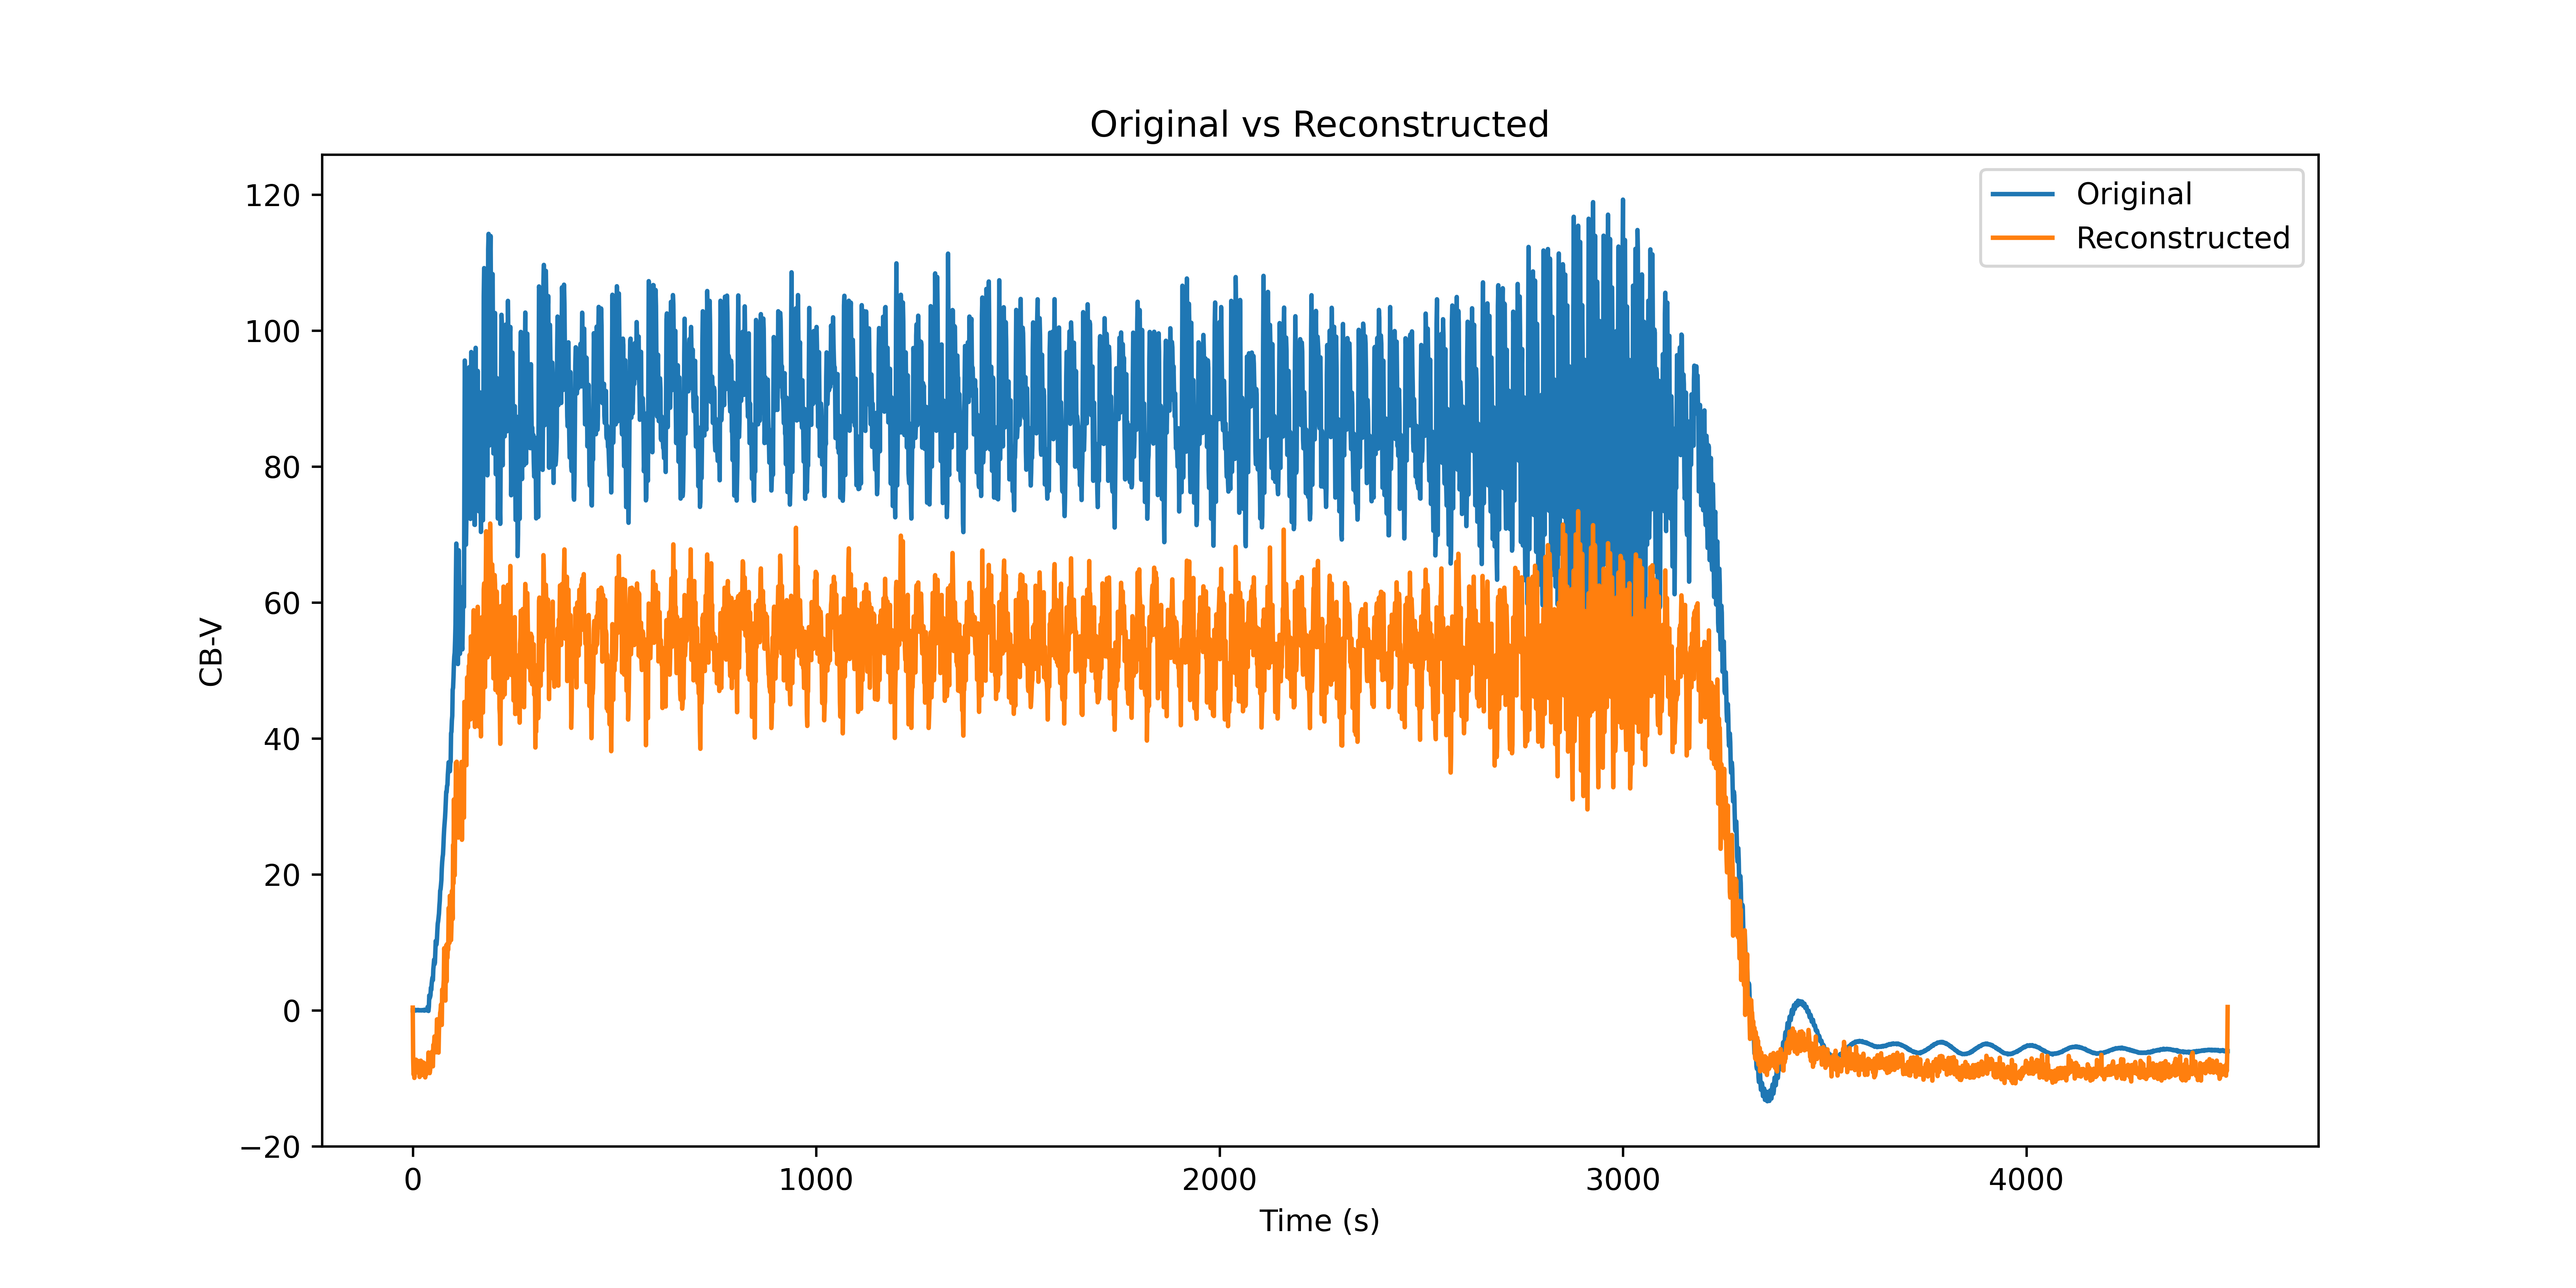 Original vs Reconstructed
Original
Reconstructed
120
100
80
60
40
20
0
−20
CB-V
0
1000
2000
3000
4000
Time (s)